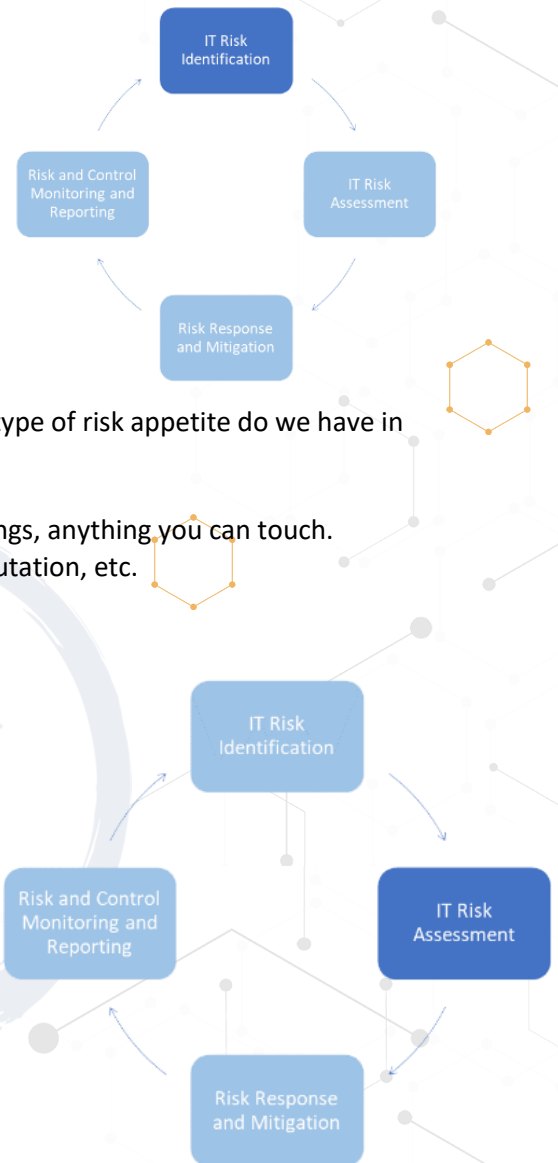 IT Risk
Identification
Risk and Control
Monitoring and
Reporting
IT Risk
Assessment
Risk Response
and Mitigation
type of risk appetite do we have in
ngs, anything you can touch.
utation, etc.
IT Risk
Identification
Risk and Control
Monitoring and
Reporting
IT Risk
Assessment
Risk Response
and Mitigation